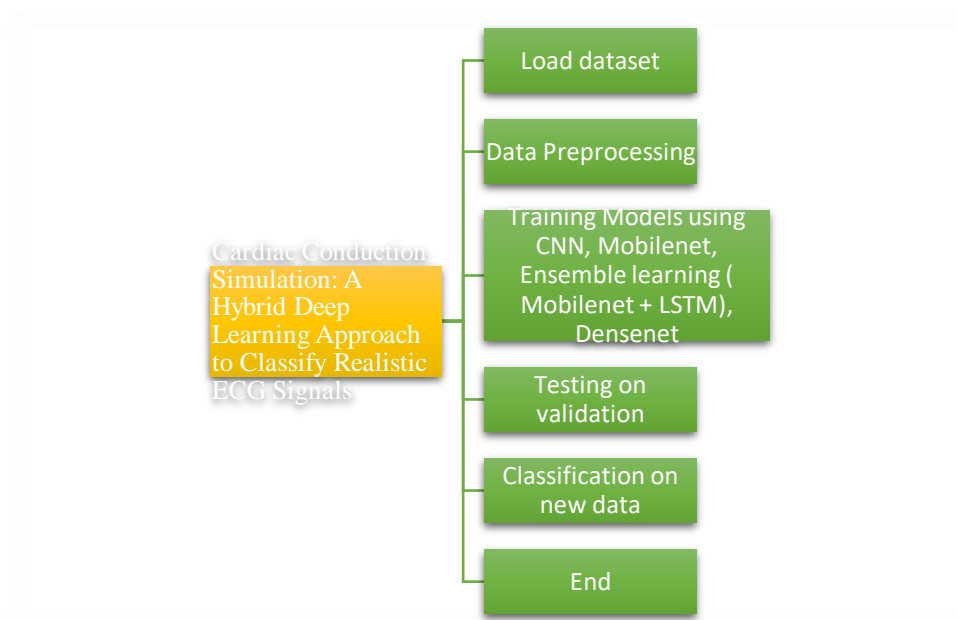 Load dataset
Data Preprocessing
Training Models using
CNN, Mobilenet,
Ensemble learning (
Mobilenet + LSTM),
Densenet
Cardiac Conduction
Simulation: A
Hybrid Deep
Learning Approach
to Classify Realistic
ECG Signals
Testing on
validation
Classification on
new data
End